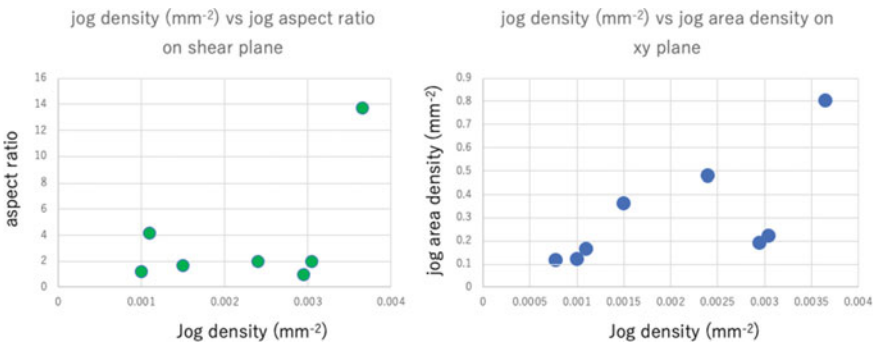 jog density (mm⁻²) vs jog aspect ratio
on shear plane
16
14
12
10
8
6
4
2
0
aspect ratio
0 0.001 0.002 0.003 0.004
Jog density (mm⁻²)
jog density (mm⁻²) vs jog area density on
xy plane
0.9
0.8
0.7
0.6
0.5
0.4
0.3
0.2
0.1
0
jog area density (mm⁻²)
0 0.0005 0.001 0.0015 0.002 0.0025 0.003 0.0035 0.004
Jog density (mm⁻²)